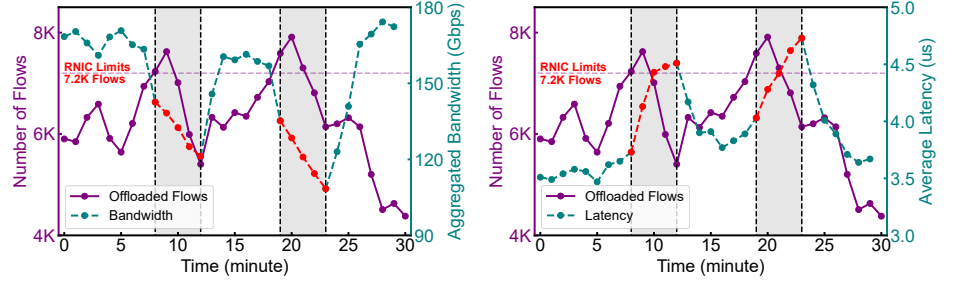 8K
6K
4K
Number of Flows
RNIC Limits
7.2K Flows
Offloaded Flows
Bandwidth
180
150
120
90
Aggregated Bandwidth (Gbps)
0 5 10 15 20 25 30
Time (minute)
8K
6K
4K
Number of Flows
RNIC Limits
7.2K Flows
Offloaded Flows
Latency
5.0
4.5
4.0
3.5
3.0
Average Latency (us)
0 5 10 15 20 25 30
Time (minute)